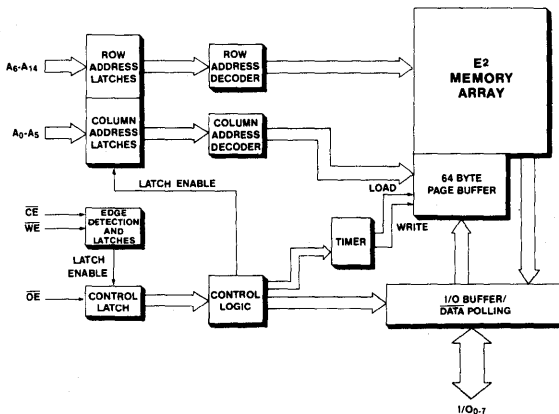 A6-A14
ROW
ADDRESS
LATCHES
ROW
ADDRESS
DECODER
E2
MEMORY
ARRAY
A0-A5
COLUMN
ADDRESS
LATCHES
COLUMN
ADDRESS
DECODER
64 BYTE
PAGE BUFFER
LATCH ENABLE
LOAD
CE
WE
EDGE
DETECTION
AND
LATCHES
TIMER
WRITE
LATCH
ENABLE
OE
CONTROL
LATCH
CONTROL
LOGIC
I/O BUFFER/
DATA POLLING
I/O0-7